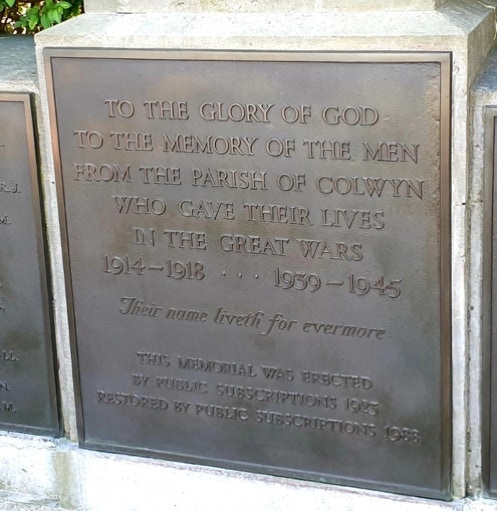 TO THE GLORY OF GOD
TO THE MEMORY OF THE MEN
FROM THE PARISH OF COLWYN
WHO GAVE THEIR LIVES
IN THE GREAT WARS
1914–1918 · · · 1939–1945
Their name liveth for evermore
THIS MEMORIAL WAS ERECTED
BY PUBLIC SUBSCRIPTIONS 1925
RESTORED BY PUBLIC SUBSCRIPTIONS 1988